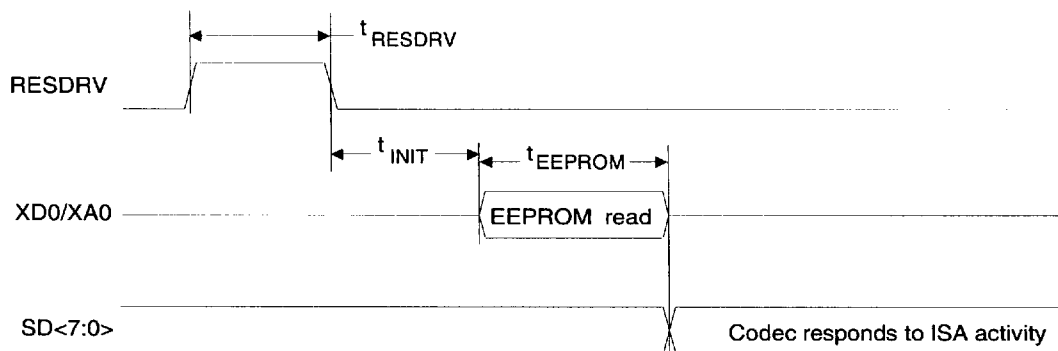 tRESDRV
RESDRV
tINIT
tEEPROM
XD0/XA0
EEPROM read
SD<7:0>
Codec responds to ISA activity